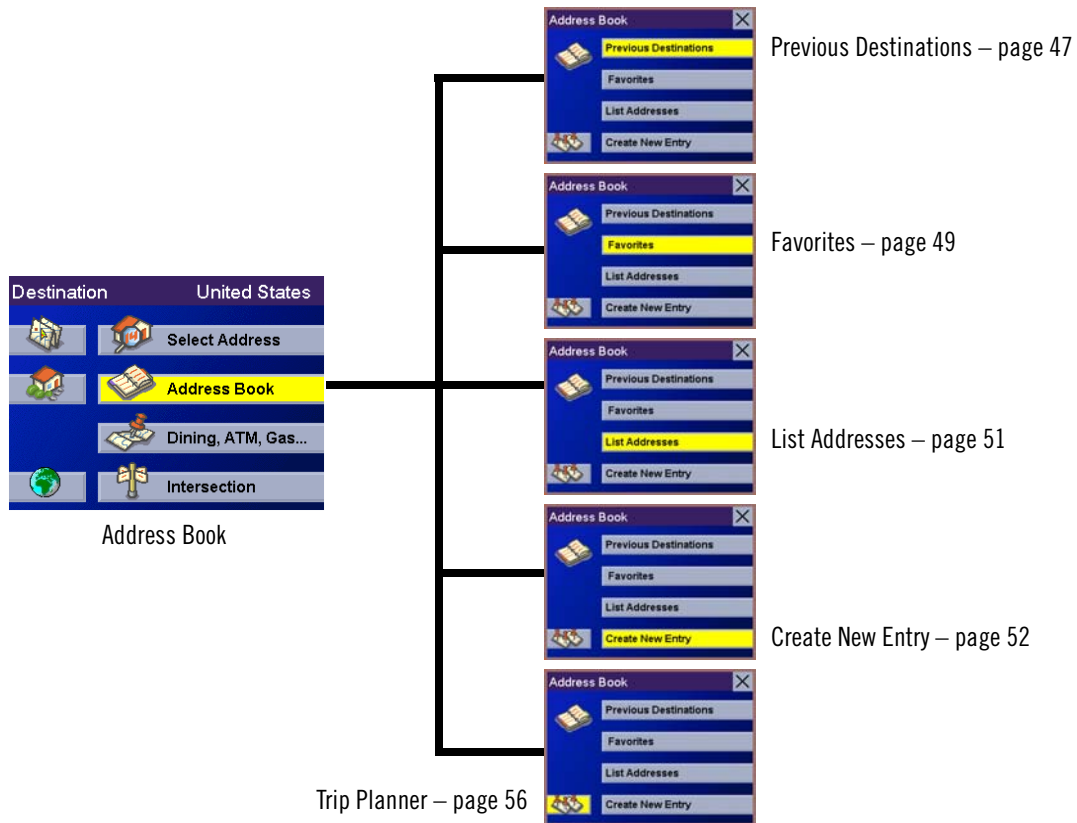 Address Book
Previous Destinations
Favorites
List Addresses
Create New Entry
Previous Destinations – page 47
Address Book
Previous Destinations
Favorites
List Addresses
Create New Entry
Favorites – page 49
Destination United States
Select Address
Address Book
Dining, ATM, Gas...
Intersection
Address Book
Address Book
Previous Destinations
Favorites
List Addresses
Create New Entry
List Addresses – page 51
Address Book
Previous Destinations
Favorites
List Addresses
Create New Entry
Create New Entry – page 52
Address Book
Previous Destinations
Favorites
List Addresses
Create New Entry
Trip Planner – page 56